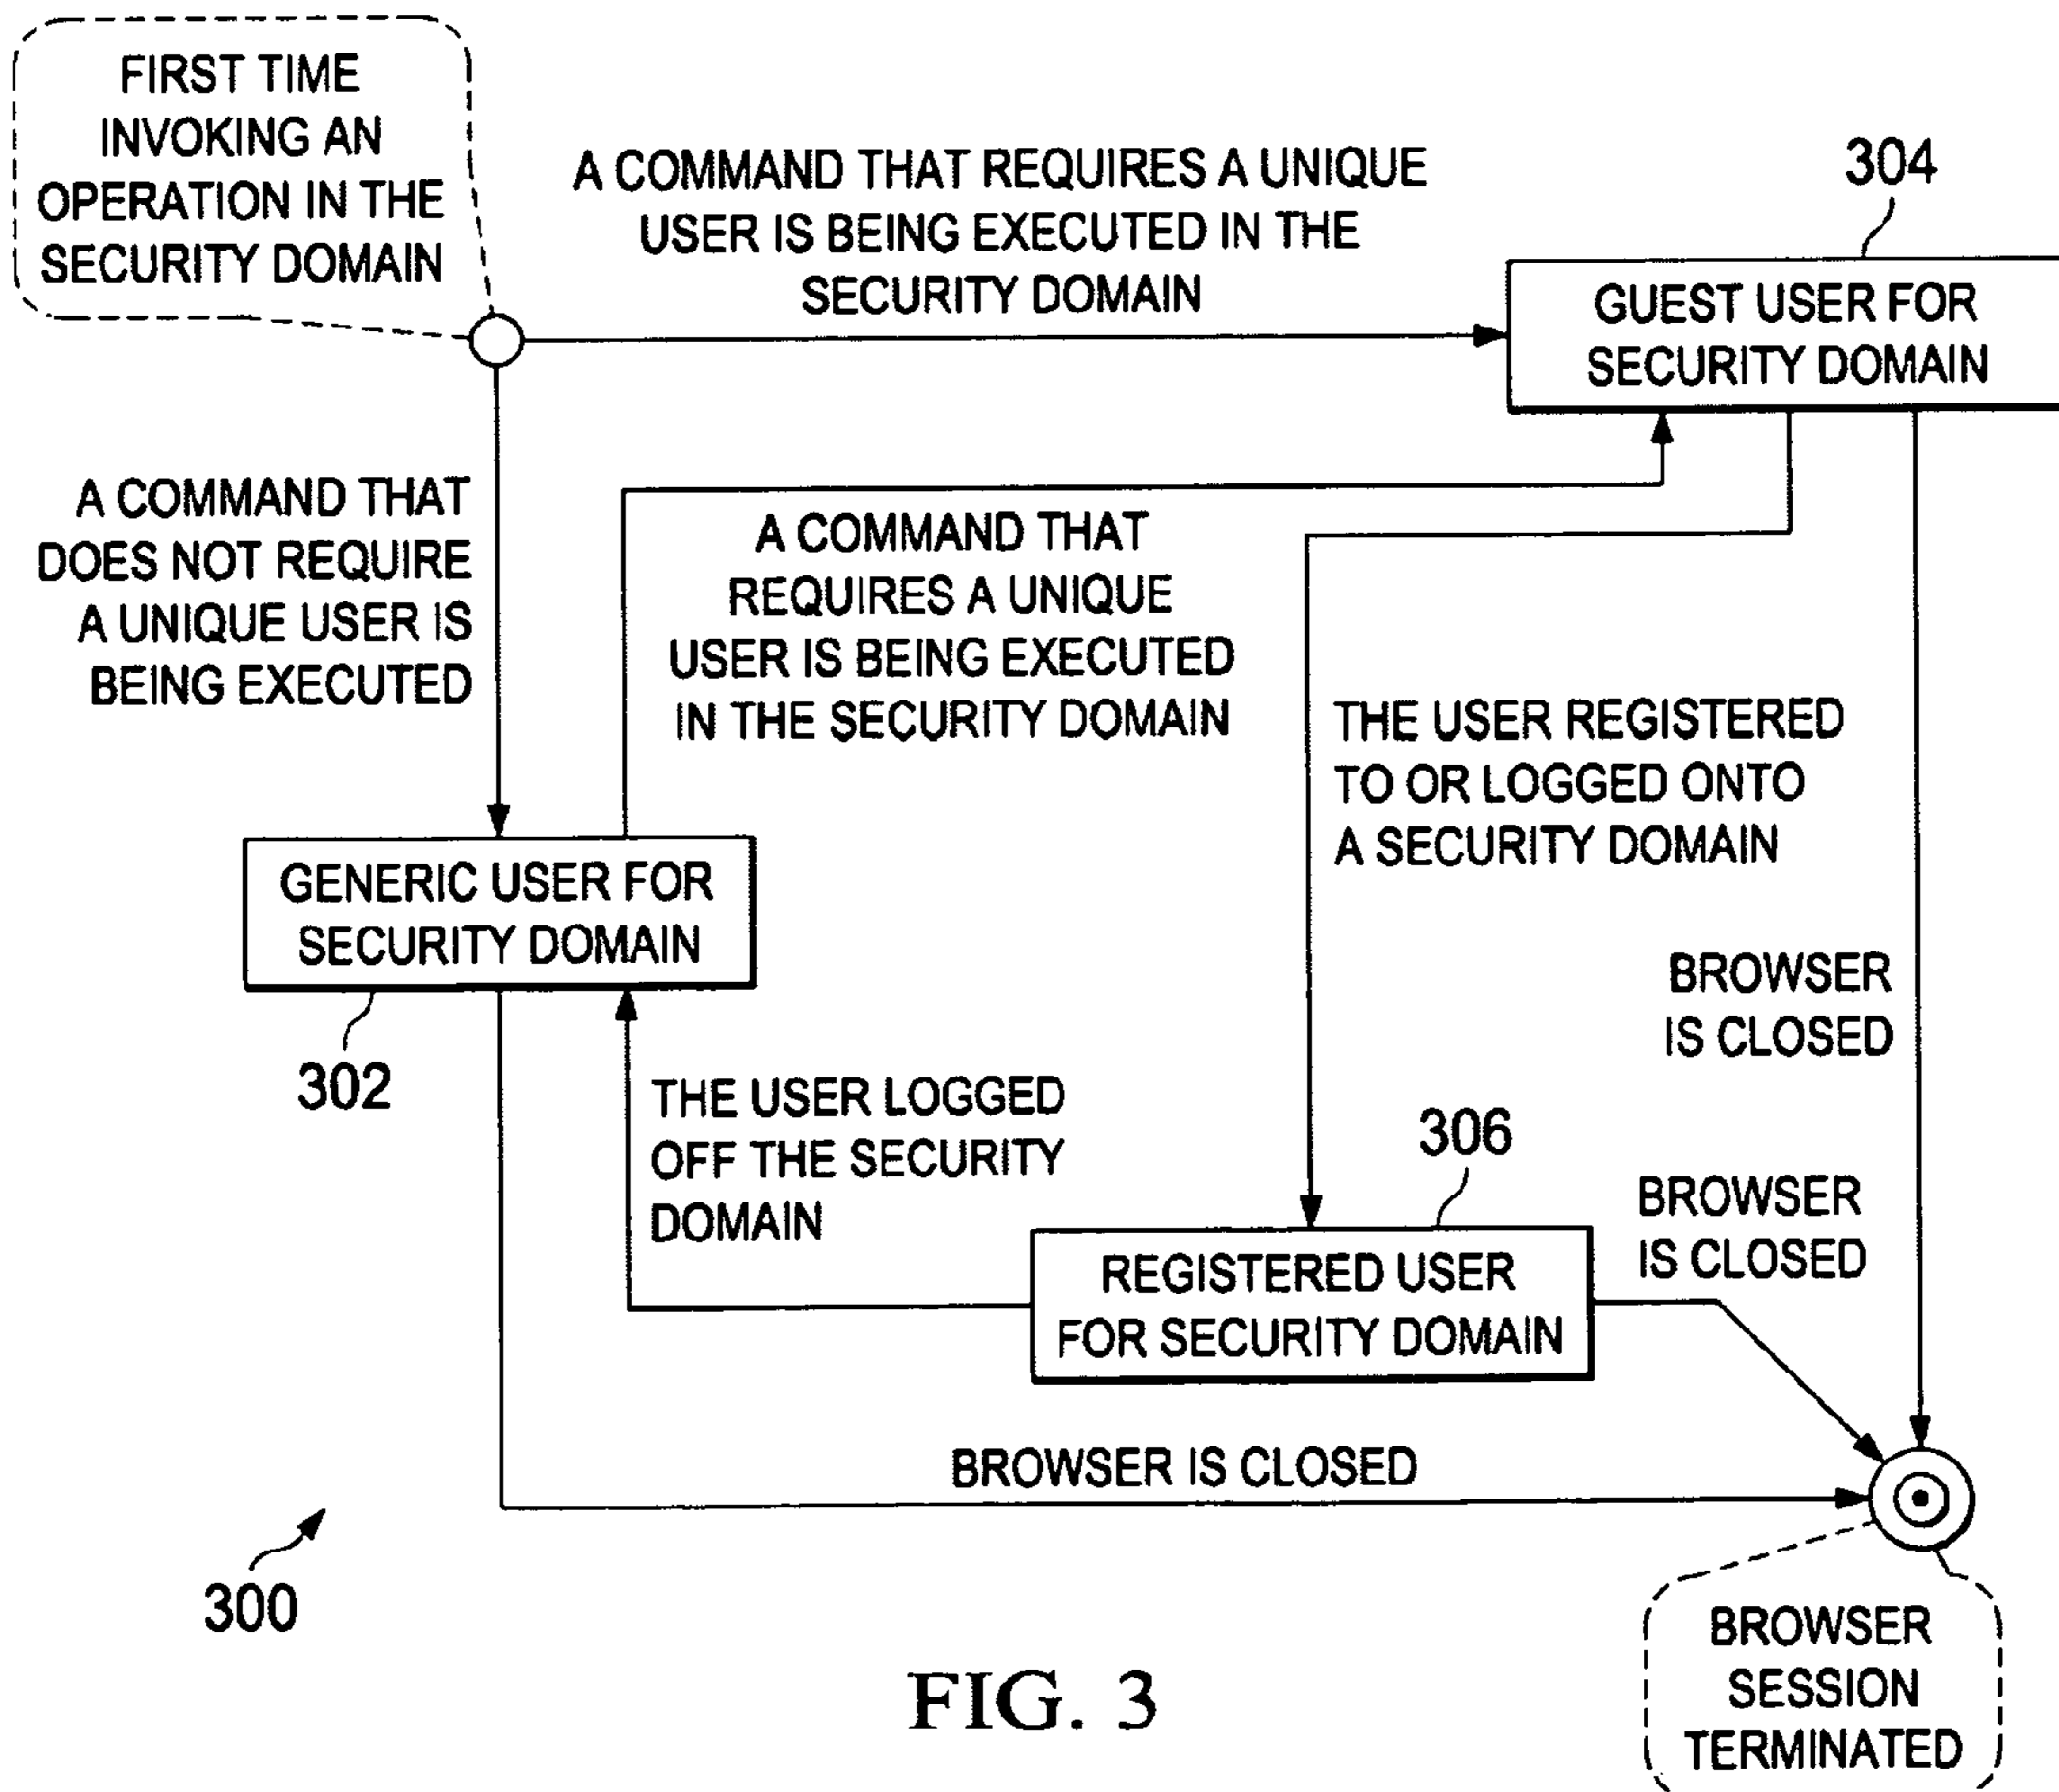 FIRST TIME
INVOKING AN
OPERATION IN THE
SECURITY DOMAIN
A COMMAND THAT REQUIRES A UNIQUE
USER IS BEING EXECUTED IN THE
SECURITY DOMAIN
304
GUEST USER FOR
SECURITY DOMAIN
A COMMAND THAT
DOES NOT REQUIRE
A UNIQUE USER IS
BEING EXECUTED
A COMMAND THAT
REQUIRES A UNIQUE
USER IS BEING EXECUTED
IN THE SECURITY DOMAIN
THE USER REGISTERED
TO OR LOGGED ONTO
A SECURITY DOMAIN
GENERIC USER FOR
SECURITY DOMAIN
302
BROWSER
IS CLOSED
THE USER LOGGED
OFF THE SECURITY
DOMAIN
306
BROWSER
IS CLOSED
REGISTERED USER
FOR SECURITY DOMAIN
BROWSER IS CLOSED
300
BROWSER
SESSION
TERMINATED
FIG. 3